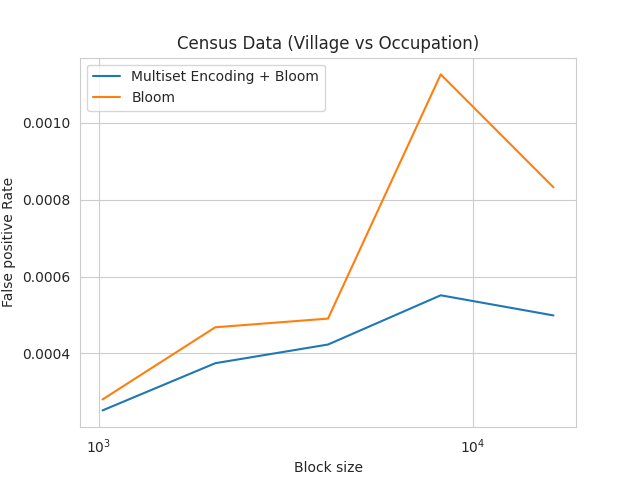 Census Data (Village vs Occupation)
Multiset Encoding + Bloom
Bloom
0.0010
0.0008
0.0006
0.0004
False positive Rate
10³
10⁴
Block size